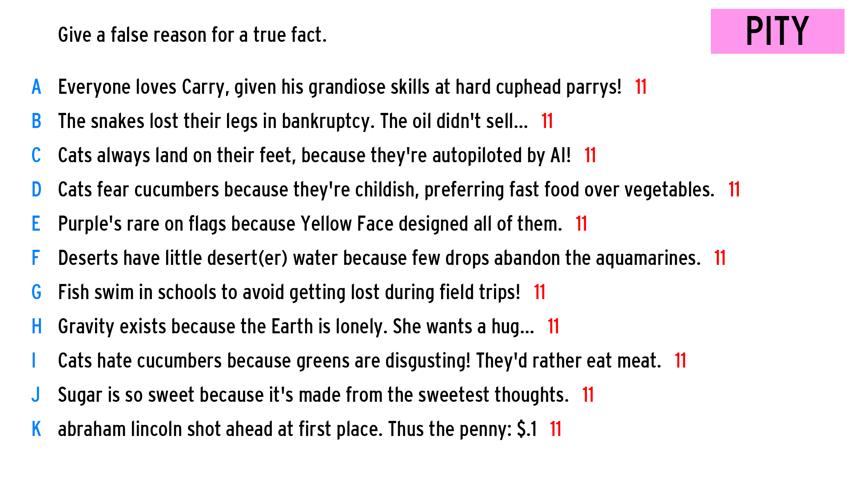 Give a false reason for a true fact.
PITY
A Everyone loves Carry, given his grandiose skills at hard cuphead parrys! 11
B The snakes lost their legs in bankruptcy. The oil didn't sell... 11
C Cats always land on their feet, because they're autopiloted by AI! 11
D Cats fear cucumbers because they're childish, preferring fast food over vegetables. 11
E Purple's rare on flags because Yellow Face designed all of them. 11
F Deserts have little desert(er) water because few drops abandon the aquamarines. 11
G Fish swim in schools to avoid getting lost during field trips! 11
H Gravity exists because the Earth is lonely. She wants a hug... 11
I Cats hate cucumbers because greens are disgusting! They'd rather eat meat. 11
J Sugar is so sweet because it's made from the sweetest thoughts. 11
K abraham lincoln shot ahead at first place. Thus the penny: $.1 11